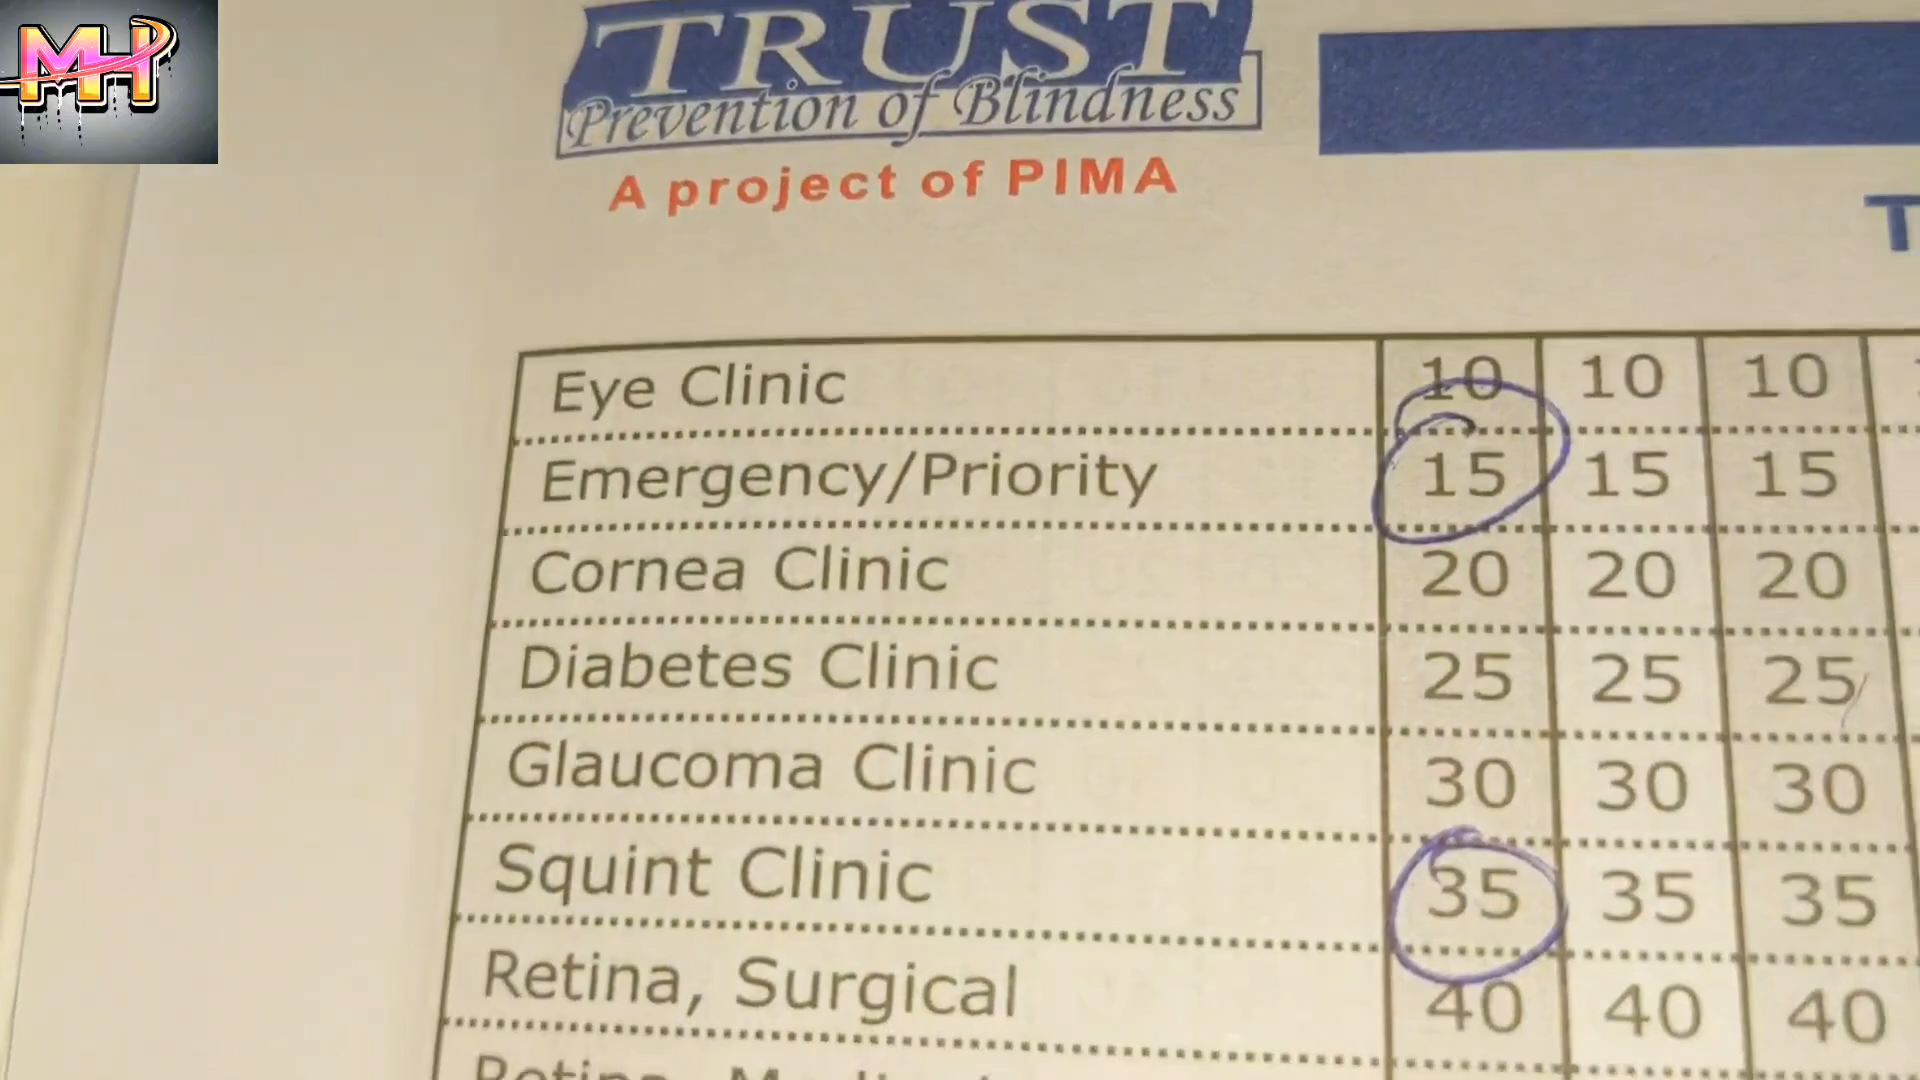 MH
TRUST
Prevention of Blindness
A project of PIMA
T
Eye Clinic 10 10 10
Emergency/Priority 15 15 15
Cornea Clinic 20 20 20
Diabetes Clinic 25 25 25
Glaucoma Clinic 30 30 30
Squint Clinic 35 35 35
Retina, Surgical 40 40 40
Retina,